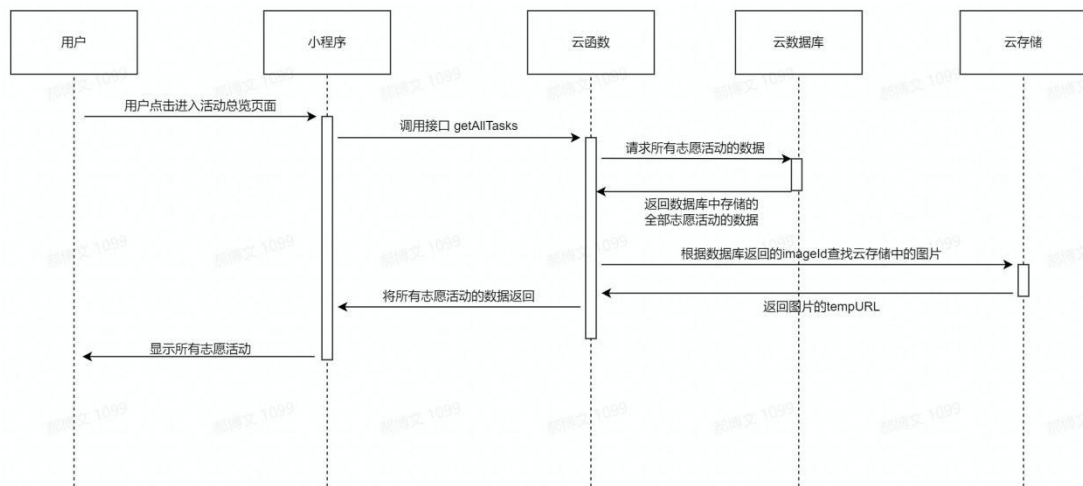 用户
小程序
云函数
云数据库
云存储
用户点击进入活动总览页面
调用接口 getAllTasks
请求所有志愿活动的数据
返回数据库中存储的
全部志愿活动的数据
根据数据库返回的imageId查找云存储中的图片
将所有志愿活动的数据返回
返回图片的tempURL
显示所有志愿活动